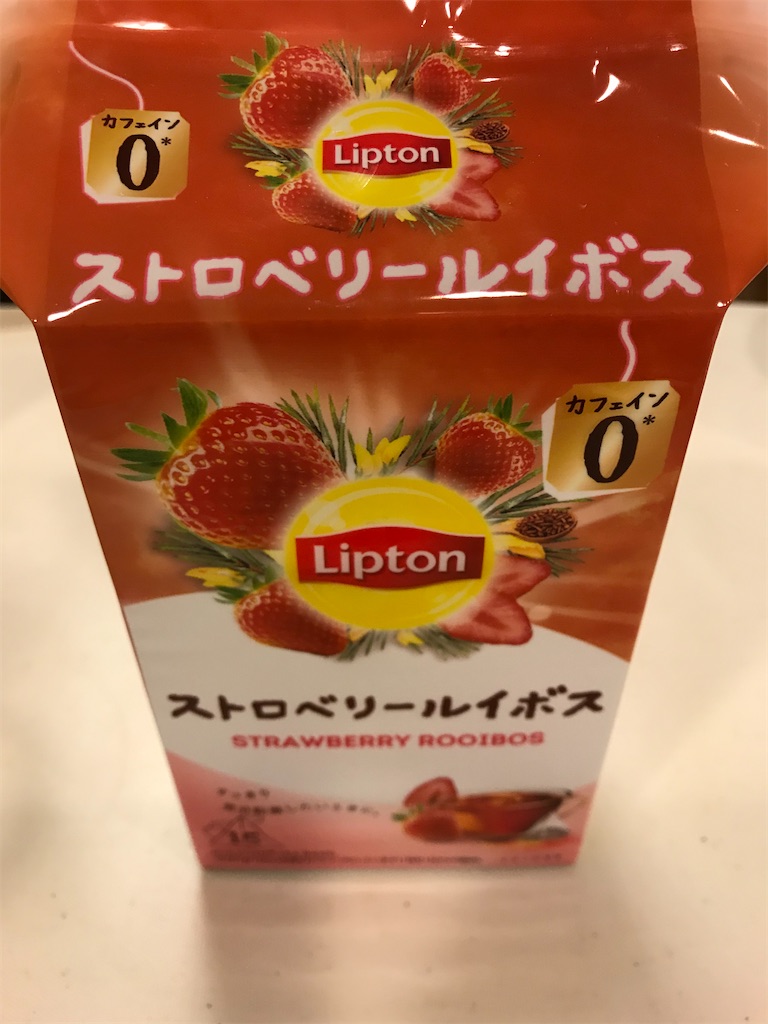 カフェイン
0*
Lipton
ストロベリールイボス
カフェイン
0*
Lipton
ストロベリールイボス
STRAWBERRY ROOIBOS